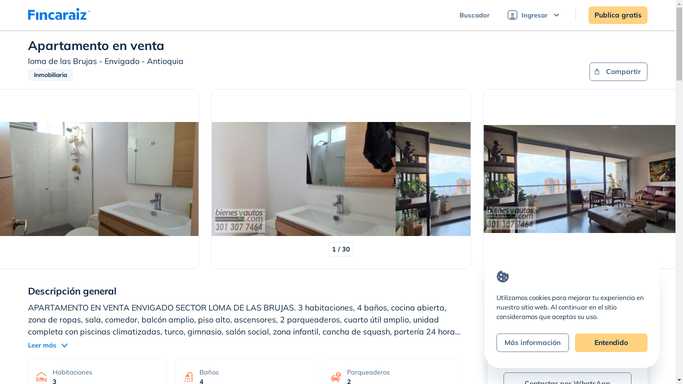 Fincaraiz
Buscador
Ingresar
Publica gratis
Apartamento en venta
loma de las Brujas - Envigado - Antioquia
Inmobiliaria
Compartir
bienesyautos
.com
301 307 7464
bienesyautos
.com
301 307 7464
1 / 30
Descripción general
APARTAMENTO EN VENTA ENVIGADO SECTOR LOMA DE LAS BRUJAS. 3 habitaciones, 4 baños, cocina abierta,
zona de ropas, sala, comedor, balcón amplio, piso alto, ascensores, 2 parqueaderos, cuarto útil amplio, unidad
completa con piscinas climatizadas, turco, gimnasio, salón social, zona infantil, cancha de squash, portería 24 hora...
Leer más
Habitaciones
3
Baños
4
Parqueaderos
2
Utilizamos cookies para mejorar tu experiencia en
nuestro sitio web. Al continuar en el sitio
consideramos que aceptas su uso.
Más información
Entendido
Contactar por WhatsApp